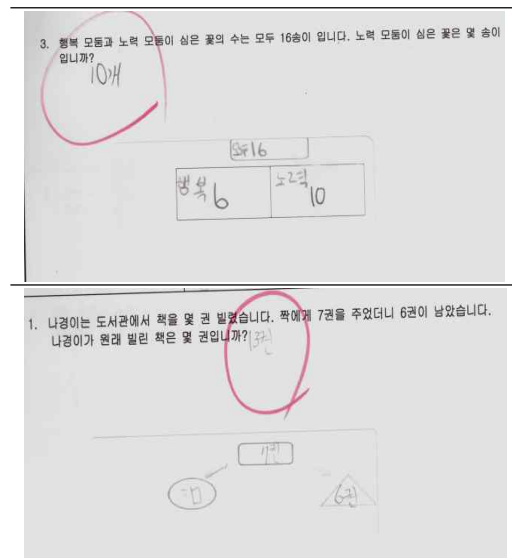 3. 행복 모둠과 노력 모둠이 심은 꽃의 수는 모두 16송이 입니다. 노력 모둠이 심은 꽃은 몇 송이
입니까?
10개
모두16
행복 6 노력 10
1. 나경이는 도서관에서 책을 몇 권 빌렸습니다. 짝에게 7권을 주었더니 6권이 남았습니다.
나경이가 원래 빌린 책은 몇 권입니까? 13권
7권
6권